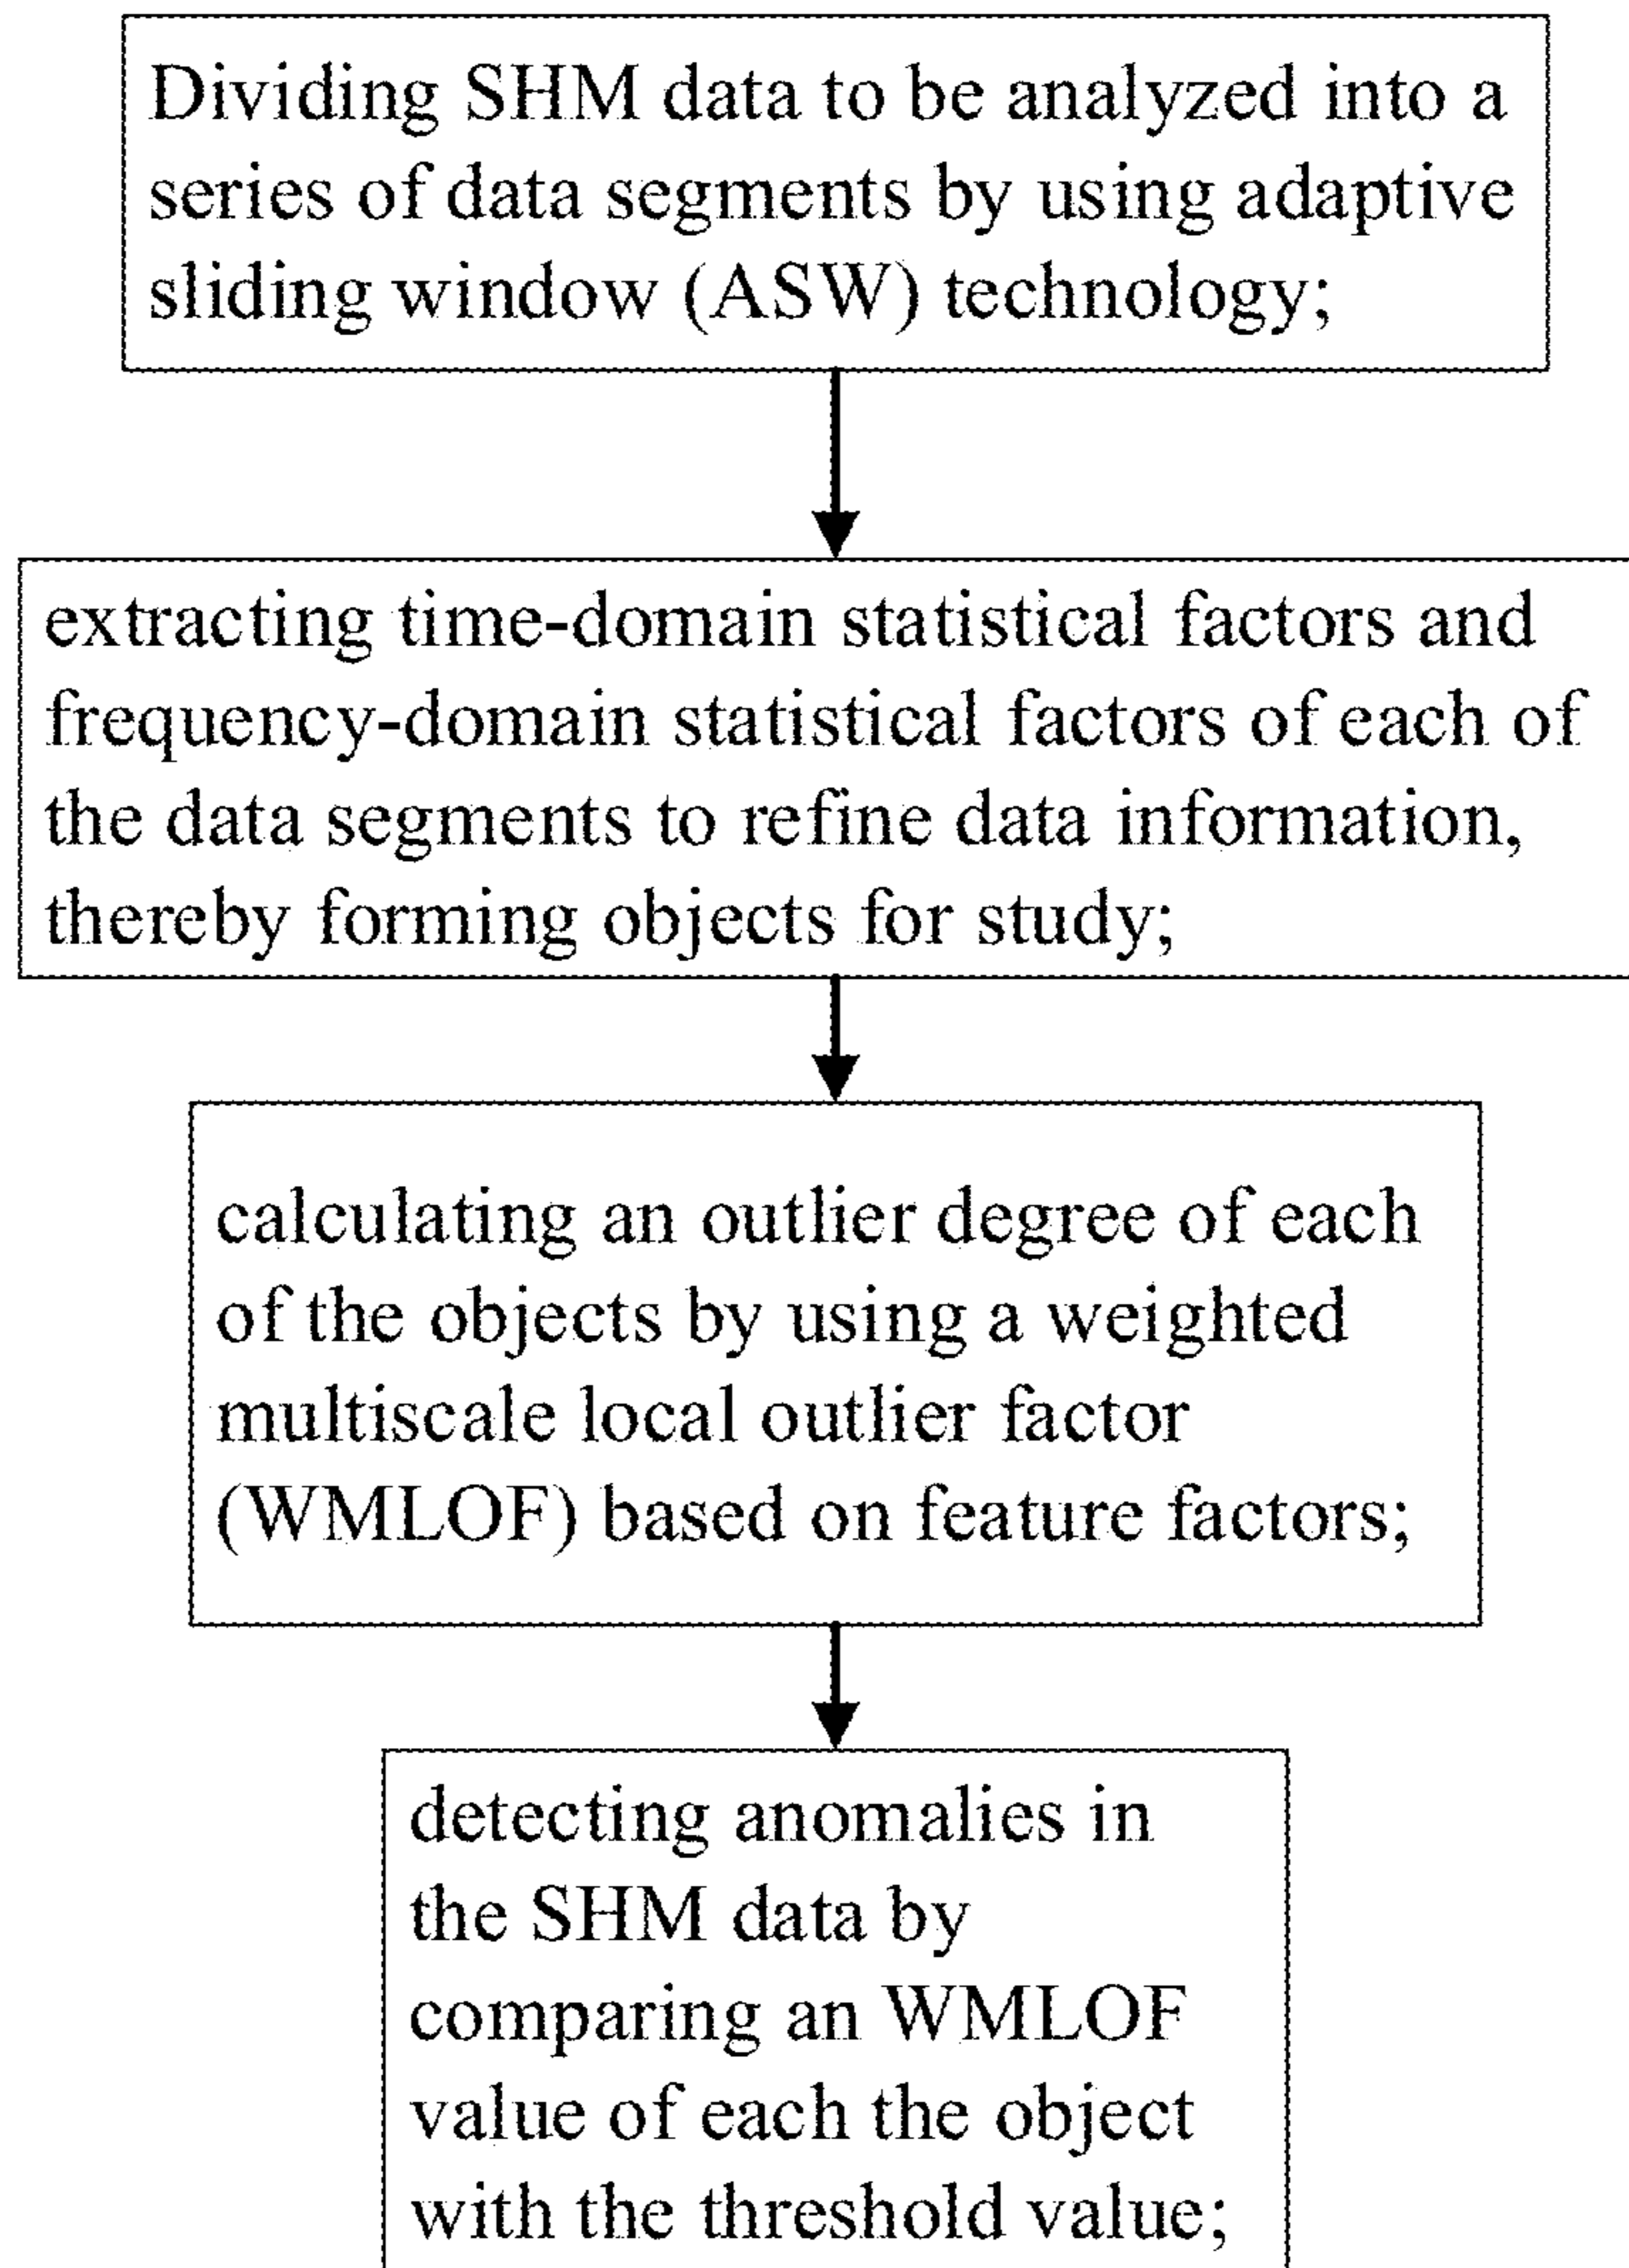 Dividing SHM data to be analyzed into a
series of data segments by using adaptive
sliding window (ASW) technology;
extracting time-domain statistical factors and
frequency-domain statistical factors of each of
the data segments to refine data information,
thereby forming objects for study;
calculating an outlier degree of each
of the objects by using a weighted
multiscale local outlier factor
(WMLOF) based on feature factors;
detecting anomalies in
the SHM data by
comparing an WMLOF
value of each the object
with the threshold value;